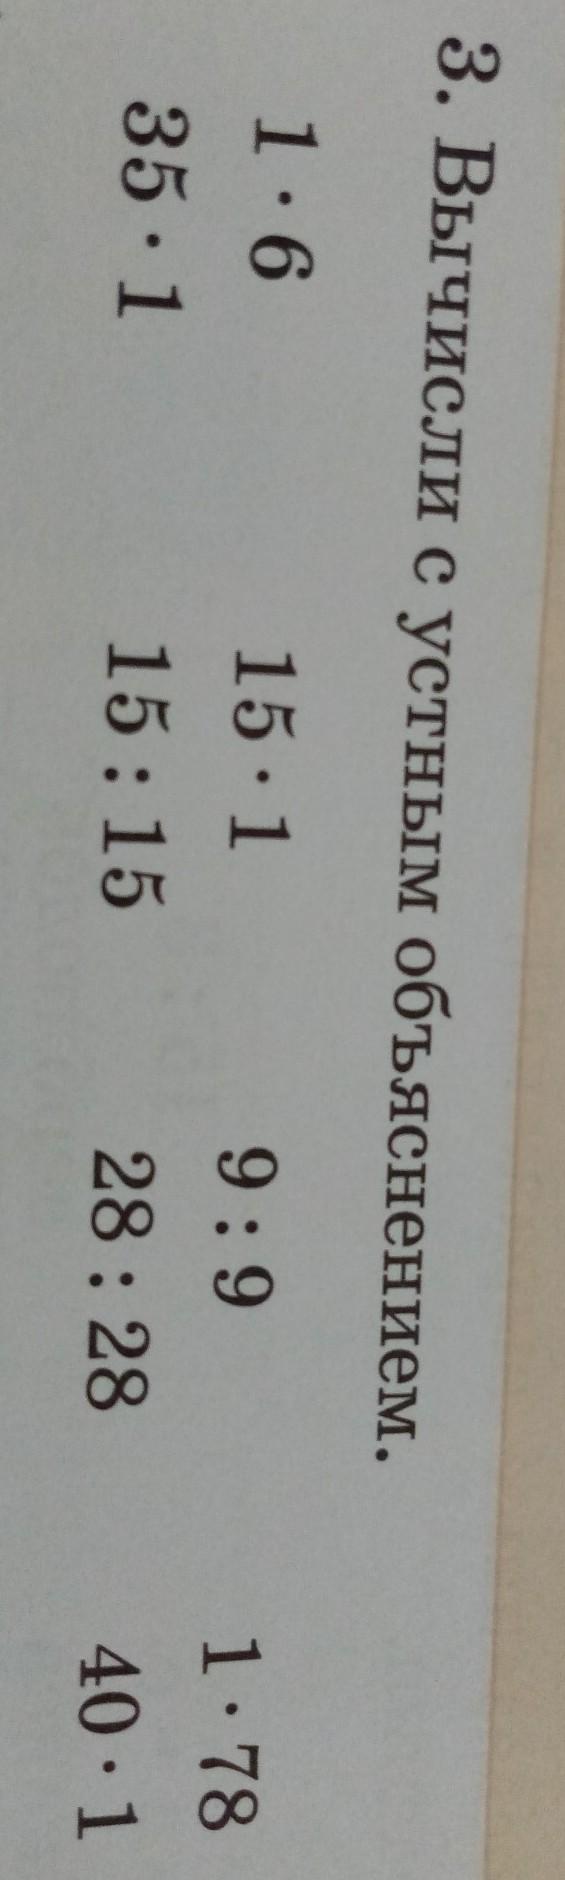 3. Вычисли с устным объяснением.
1 · 6 15 · 1 9 : 9 1 · 78
35 · 1 15 : 15 28 : 28 40 · 1